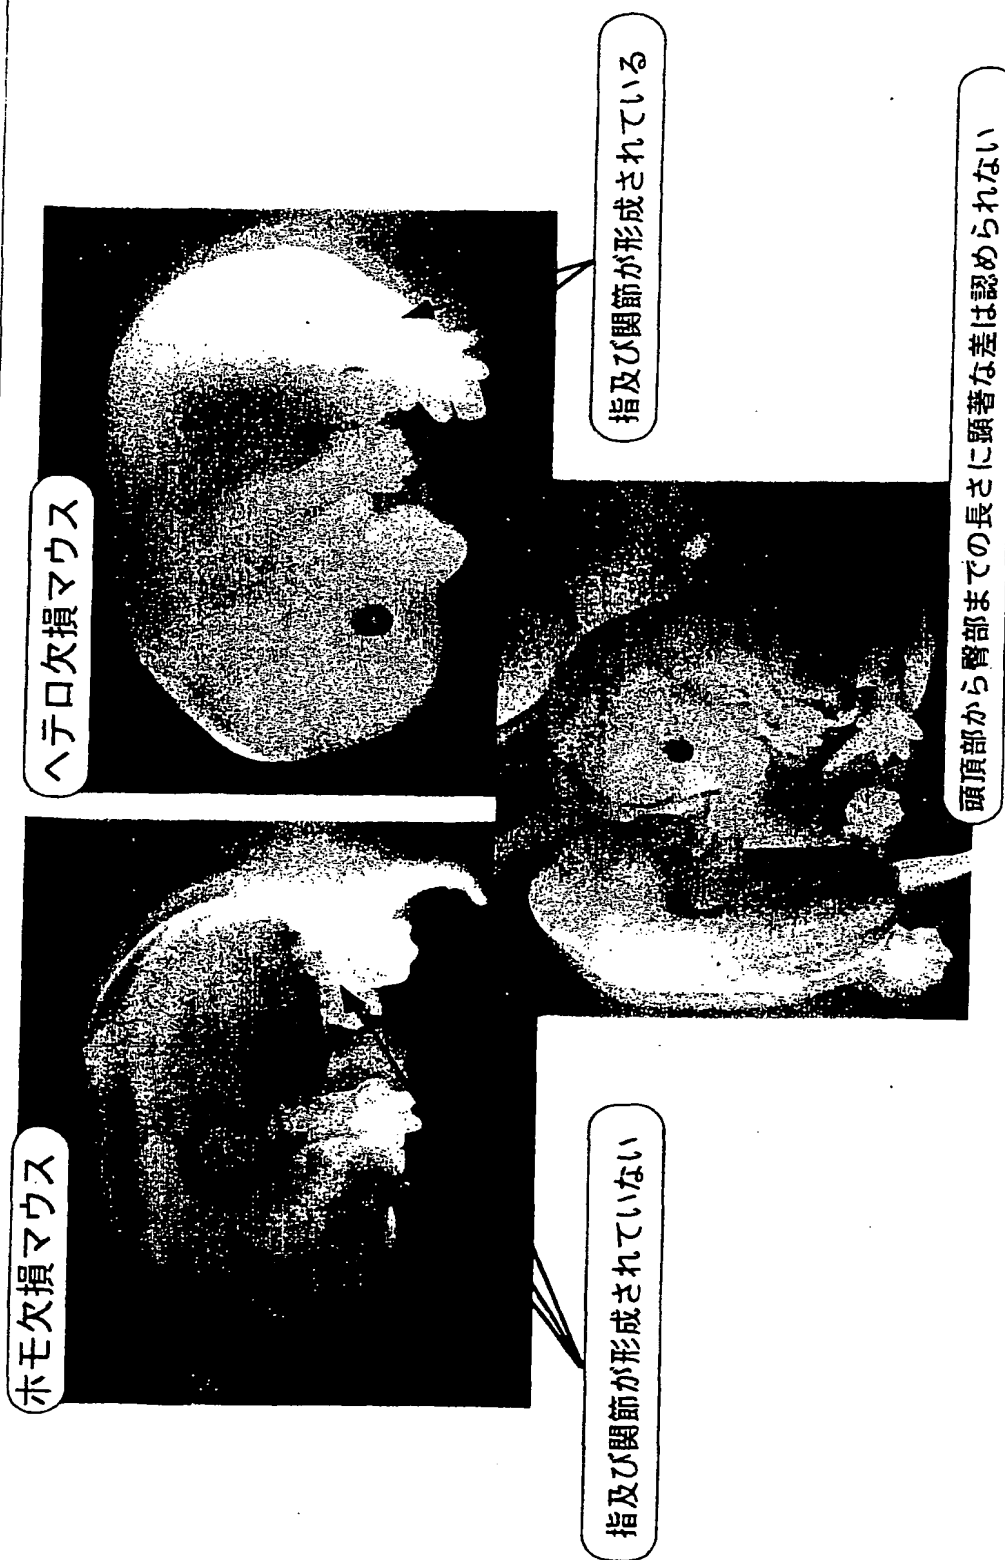 ホモ欠損マウス
ヘテロ欠損マウス
指及び関節が形成されていない
指及び関節が形成されている
頭頂部から臀部までの長さに顕著な差は認められない